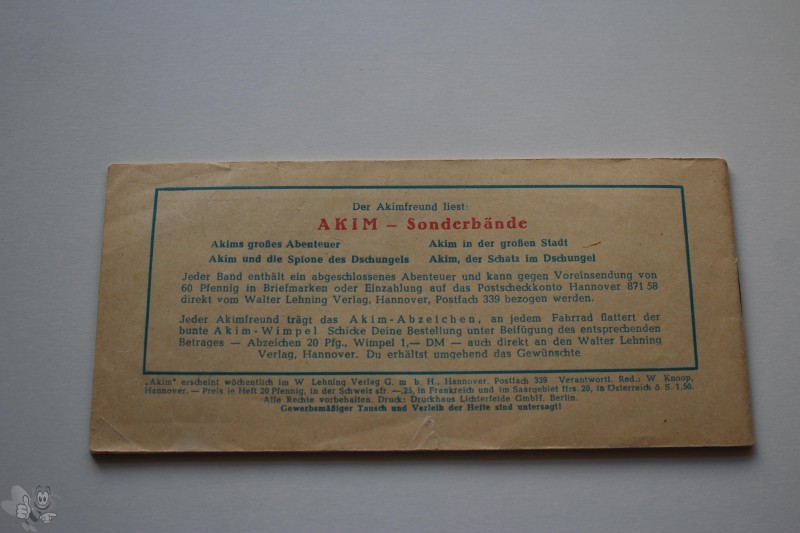 Der Akimfreund liest:
AKIM — Sonderbände
Akims großes Abenteuer Akim in der großen Stadt
Akim und die Spione des Dschungels Akim, der Schatz im Dschungel
Jeder Band enthält ein abgeschlossenes Abenteuer und kann gegen Voreinsendung von
60 Pfennig in Briefmarken oder Einzahlung auf das Postscheckkonto Hannover 871 58
direkt vom Walter Lehning Verlag, Hannover, Postfach 339 bezogen werden.
Jeder Akimfreund trägt das Akim-Abzeichen, an jedem Fahrrad flattert der
bunte Akim-Wimpel Schicke Deine Bestellung unter Beifügung des entsprechenden
Betrages — Abzeichen 20 Pfg., Wimpel 1,— DM — auch direkt an den Walter Lehning
Verlag, Hannover. Du erhältst umgehend das Gewünschte
„Akim" erscheint wöchentlich im W Lehning Verlag G. m b. H., Hannover, Postfach 339 Verantwortl. Red.: W Knoop,
Hannover. — Preis je Heft 20 Pfennig, in der Schweiz sfr. —,25, in Frankreich und im Saargebiet ffrs 20, in Österreich ö. S. 1,50.
Alle Rechte vorbehalten. Druck: Druckhaus Lichterfelde GmbH. Berlin.
Gewerbsmäßiger Tausch und Verleih der Hefte sind untersagt!